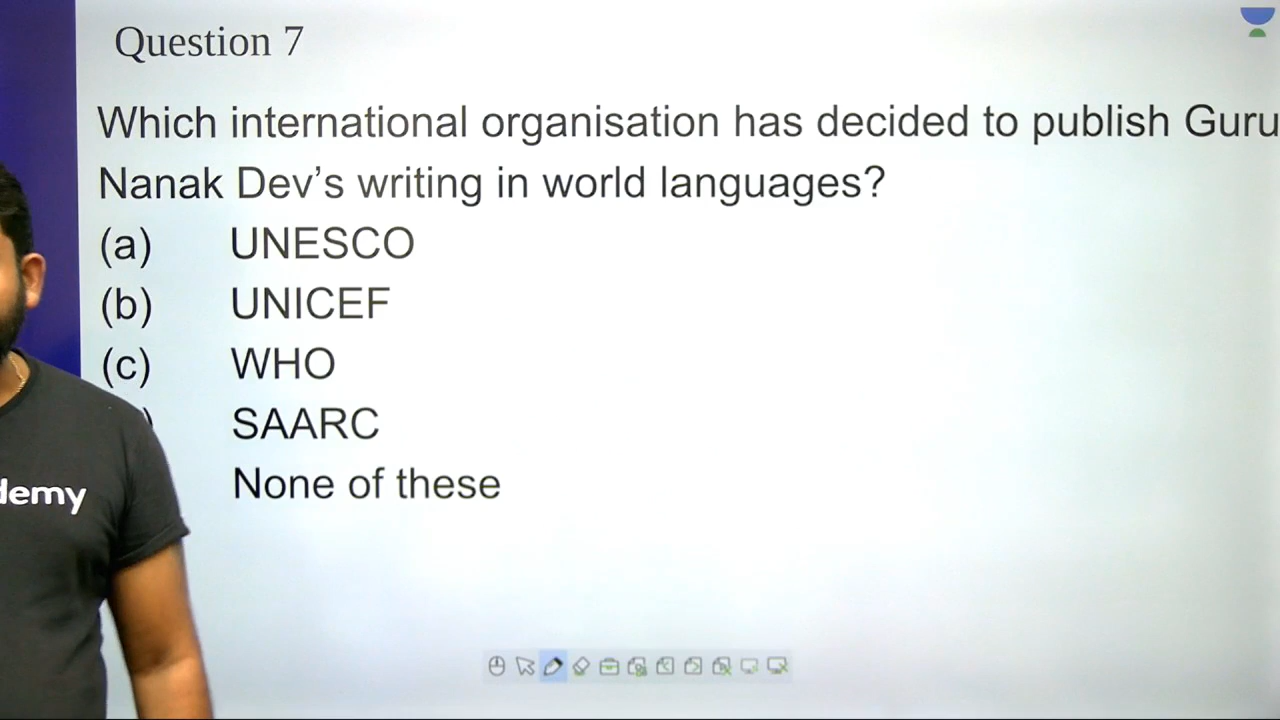 Question 7
Which international organisation has decided to publish Guru
Nanak Dev’s writing in world languages?
(a) UNESCO
(b) UNICEF
(c) WHO
) SAARC
None of these
demy